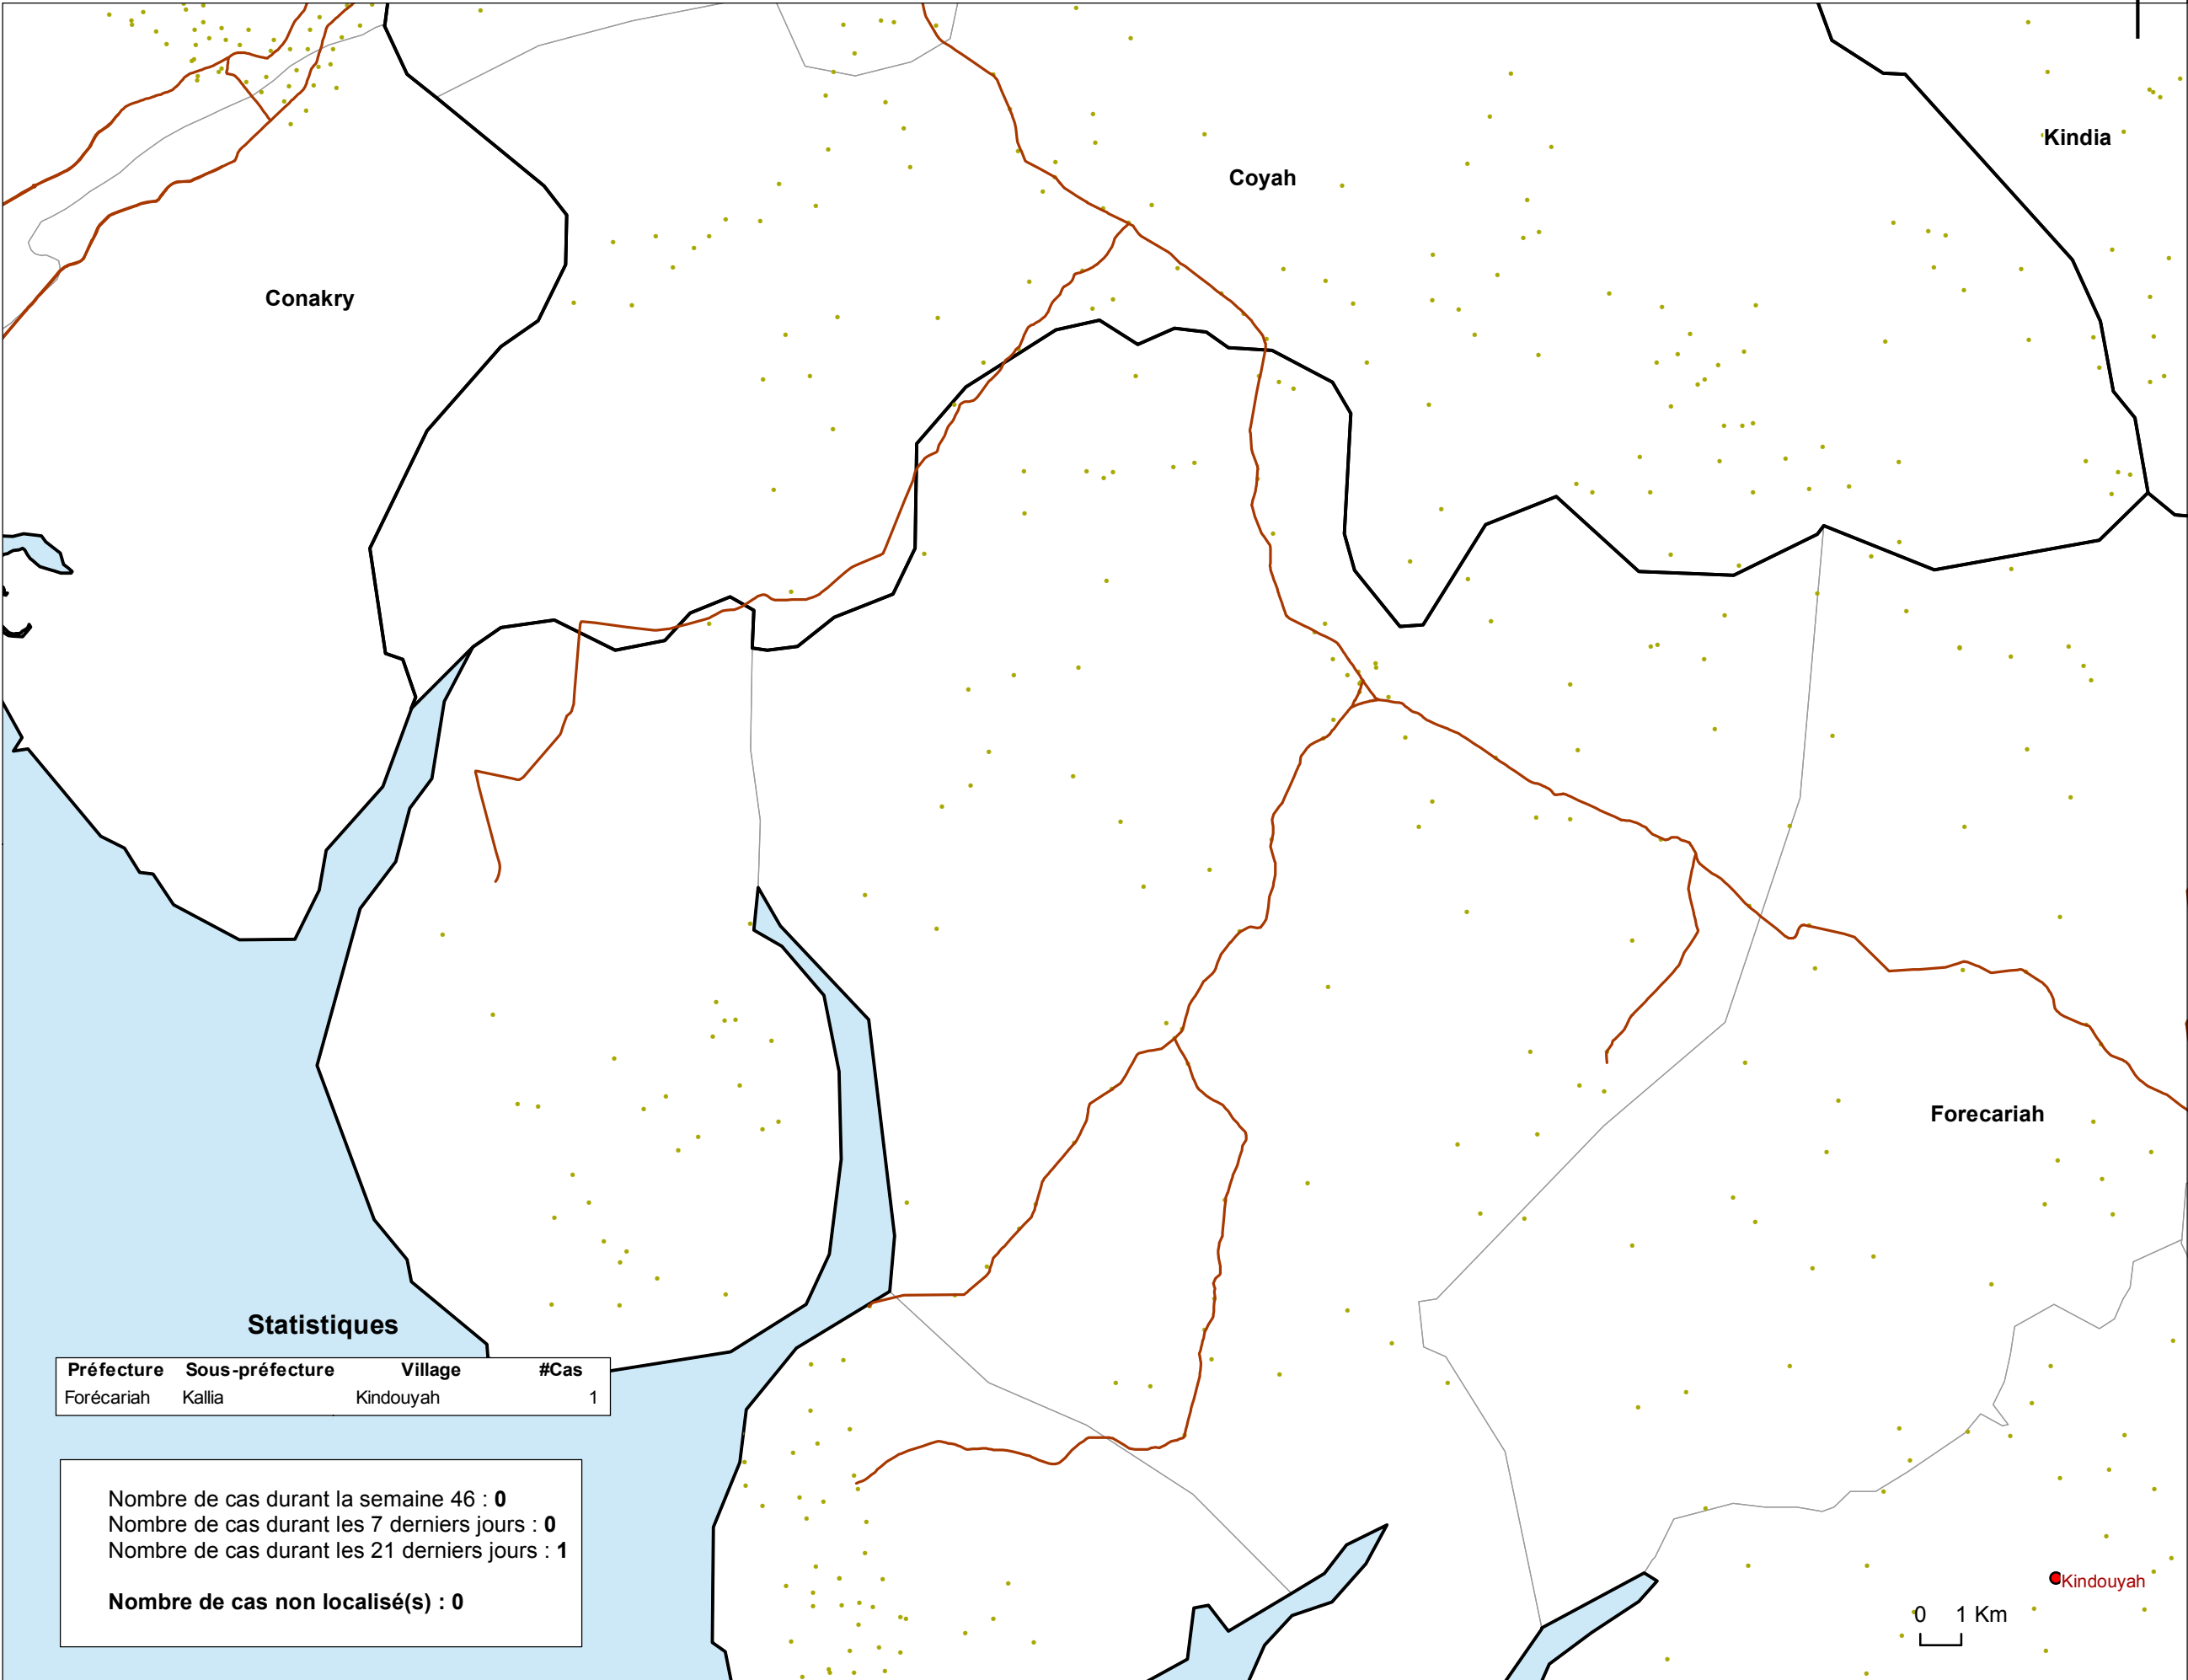 Kindia
Coyah
Conakry
Forecariah
Statistiques
Préfecture Sous-préfecture Village #Cas
Forécariah Kallia Kindouyah 1
Nombre de cas durant la semaine 46 : 0
Nombre de cas durant les 7 derniers jours : 0
Nombre de cas durant les 21 derniers jours : 1
Nombre de cas non localisé(s) : 0
Kindouyah
0 1 Km